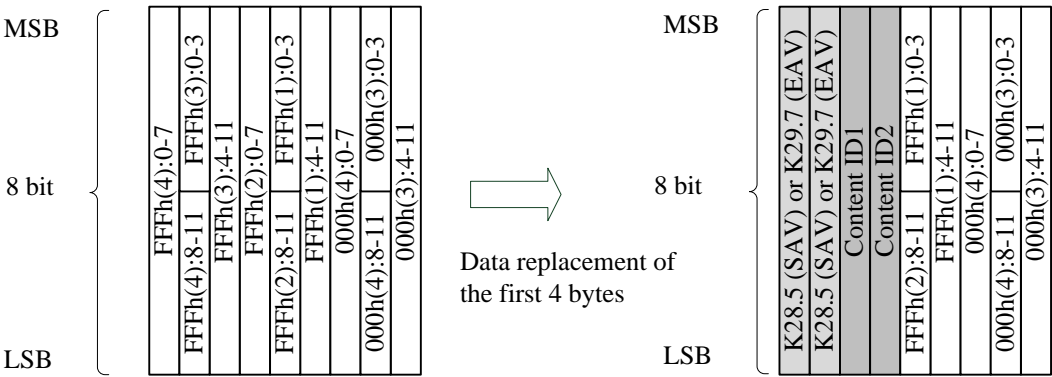 MSB
8 bit
LSB
FFFh(4):0-7
FFFh(3):0-3
FFFh(4):8-11
FFFh(3):4-11
FFFh(2):0-7
FFFh(1):0-3
FFFh(2):8-11
FFFh(1):4-11
000h(4):0-7
000h(3):0-3
000h(4):8-11
000h(3):4-11
Data replacement of
the first 4 bytes
MSB
8 bit
LSB
K28.5 (SAV) or K29.7 (EAV)
K28.5 (SAV) or K29.7 (EAV)
Content ID1
Content ID2
FFFh(1):0-3
FFFh(2):8-11
FFFh(1):4-11
000h(4):0-7
000h(3):0-3
000h(4):8-11
000h(3):4-11